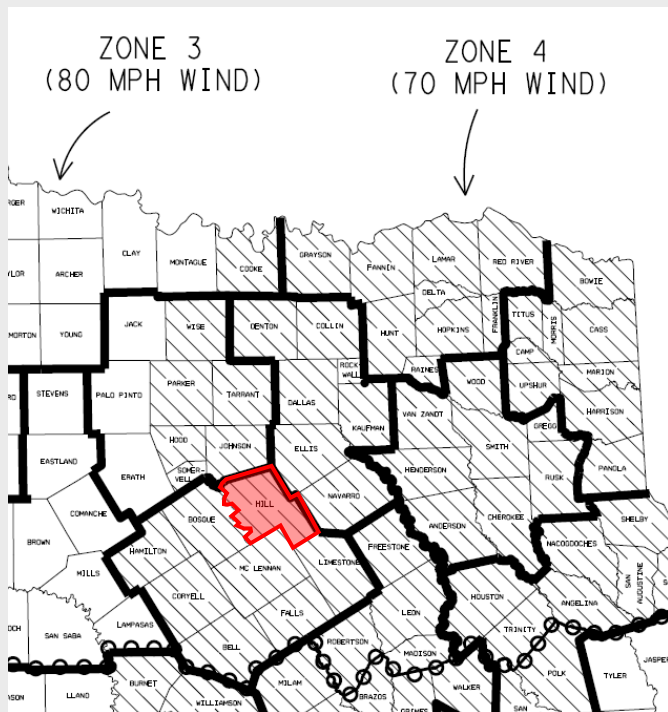 ZONE 3
(80 MPH WIND)
ZONE 4
(70 MPH WIND)
WICHITA
CLAY
MONTAGUE
COOKE
GRAYSON
FANNIN
LAMAR
RED RIVER
BOWIE
ARCHER
DELTA
FRANKLIN
TITUS
MORRIS
CASS
YOUNG
JACK
WISE
DENTON
COLLIN
HUNT
HOPKINS
CAMP
MARION
STEVENS
PALO PINTO
PARKER
TARRANT
DALLAS
ROCK-
WALL
RAINES
WOOD
UPSHUR
HARRISON
KAUFMAN
VAN ZANDT
GREGG
EASTLAND
ERATH
HOOD
JOHNSON
ELLIS
SMITH
SOMER-
VELL
HENDERSON
RUSK
PANOLA
HILL
NAVARRO
COMANCHE
BOSQUE
ANDERSON
CHEROKEE
SHELBY
BROWN
HAMILTON
LIMESTONE
FREESTONE
NACOGDOCHES
MILLS
MC LENNAN
SAN
AUGUSTINE
CORYELL
FALLS
LEON
HOUSTON
ANGELINA
SAN SABA
LAMPASAS
BELL
ROBERTSON
MADISON
TRINITY
JASPER
LLAND
BURNET
WILLIAMSON
MILAM
BRAZOS
WALKER
POLK
TYLER
SAN